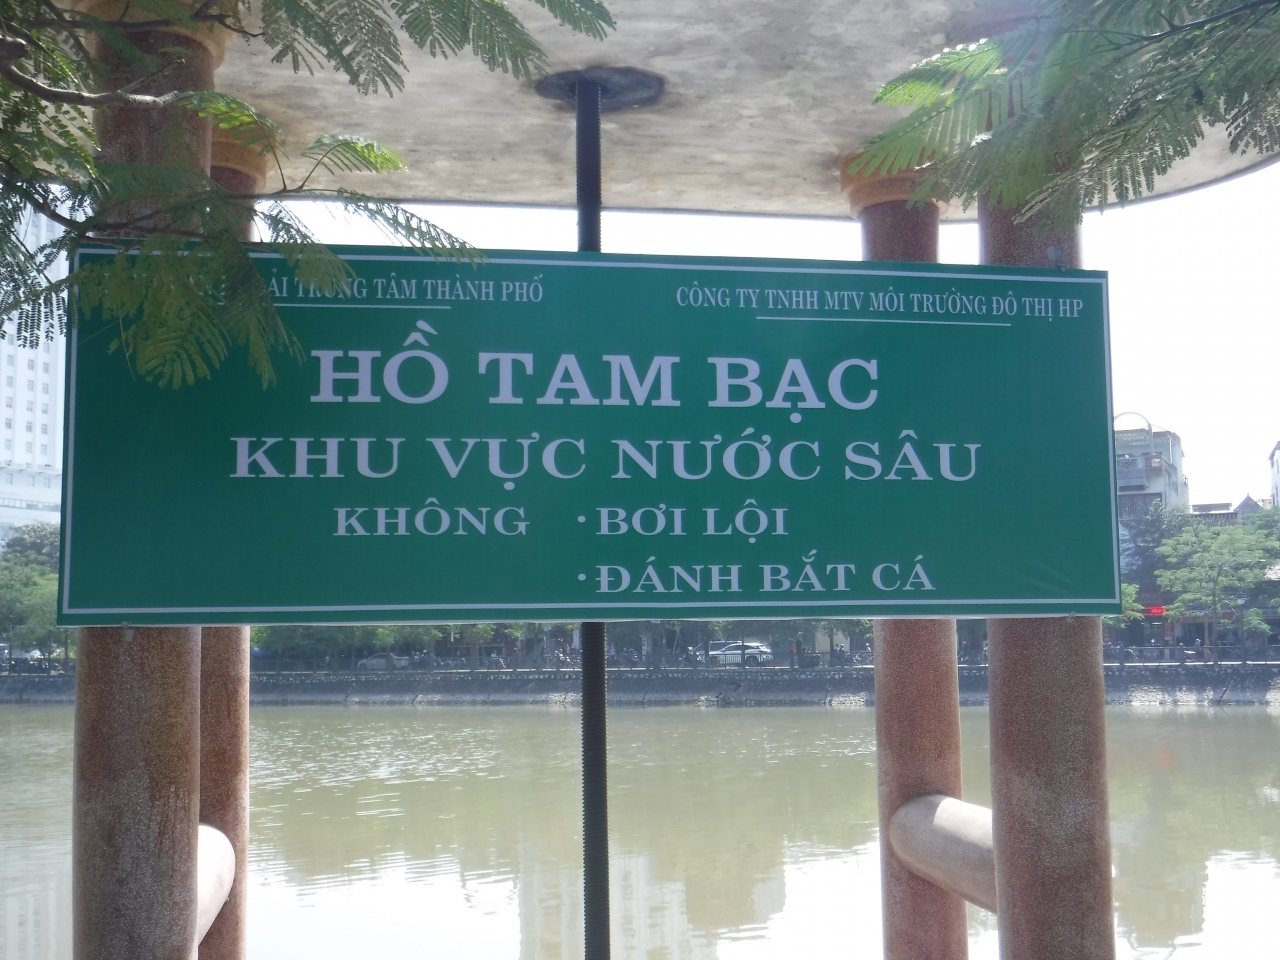 DẢI TRUNG TÂM THÀNH PHỐ
CÔNG TY TNHH MTV MÔI TRƯỜNG ĐÔ THỊ HP
HỒ TAM BẠC
KHU VỰC NƯỚC SÂU
KHÔNG · BƠI LỘI
· ĐÁNH BẮT CÁ